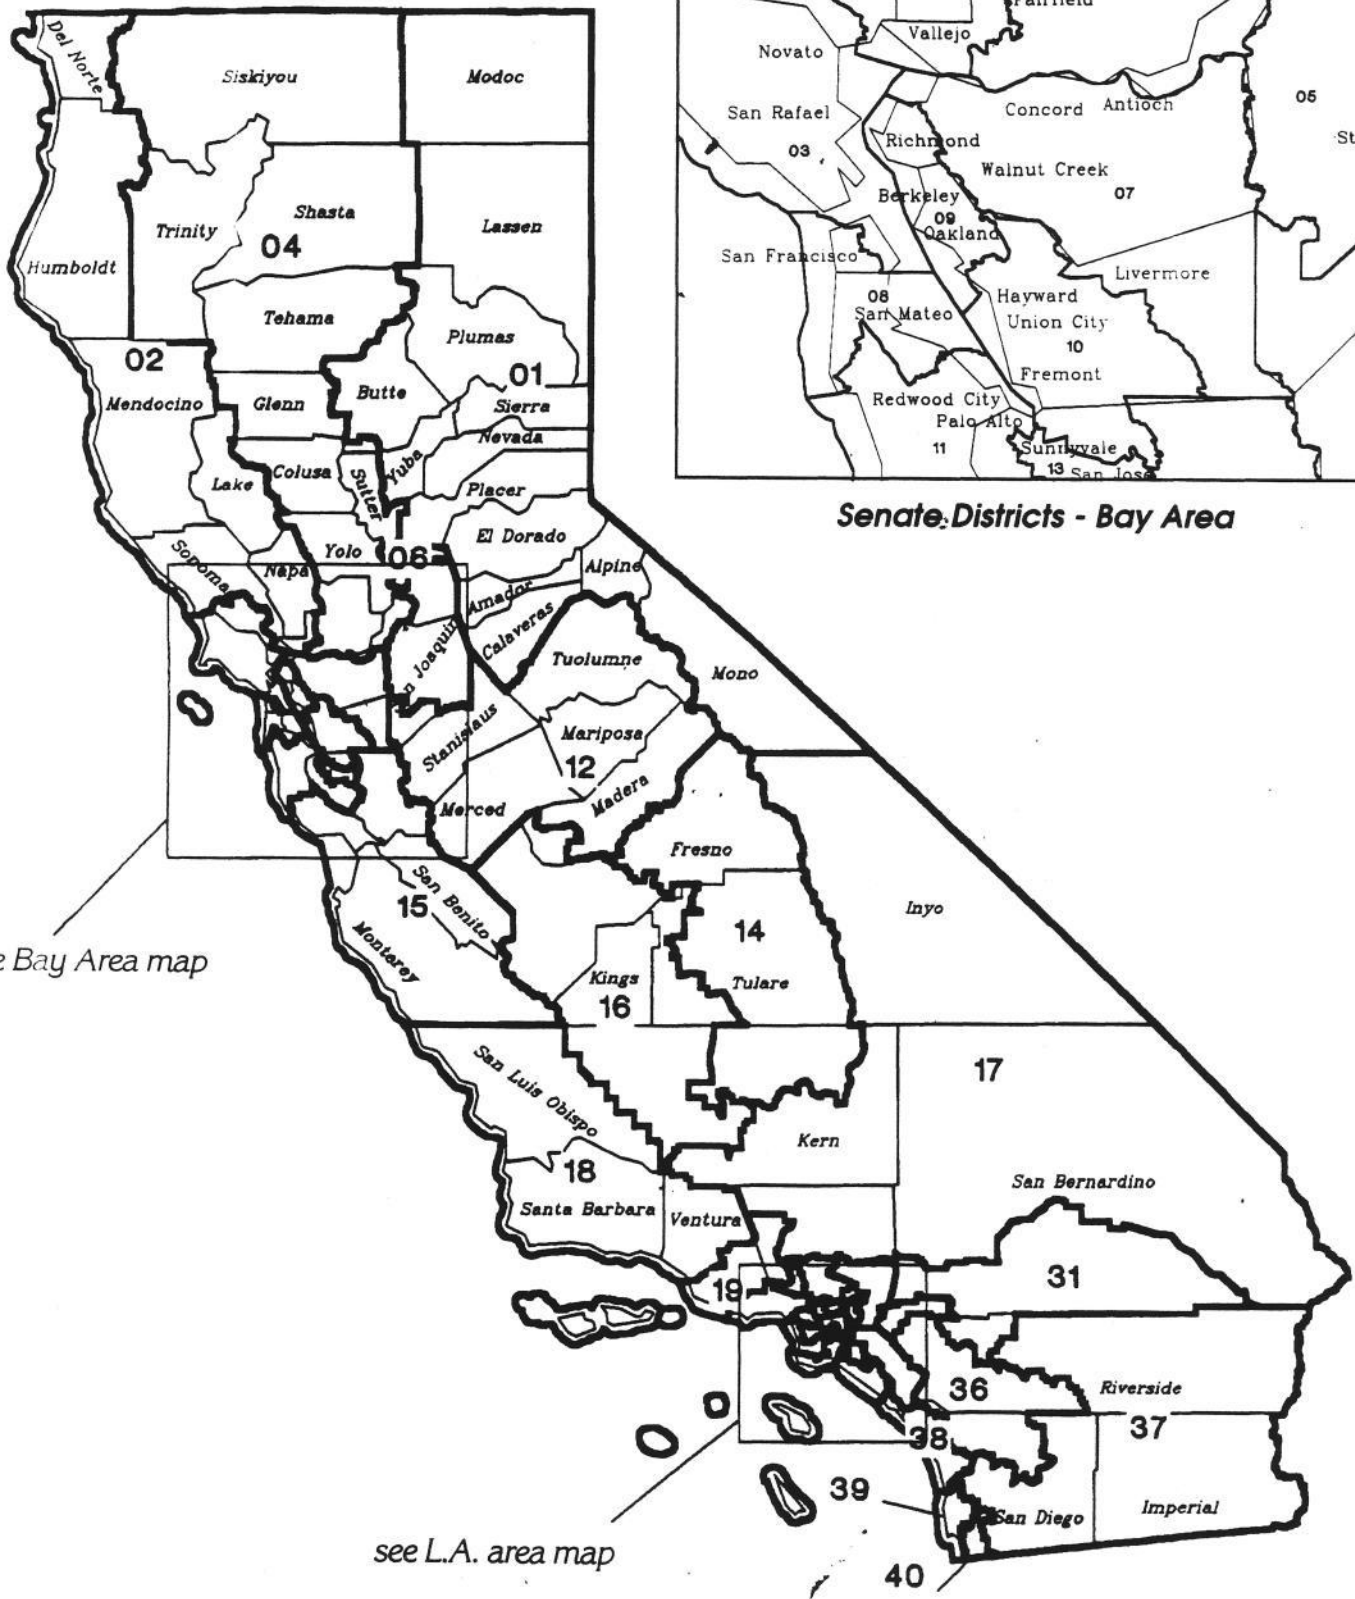 Del Norte
Siskiyou
Modoc
Trinity
Shasta
04
Lassen
Humboldt
Tehama
Plumas
02
01
Mendocino
Glenn
Butte
Sierra
Nevada
Lake
Colusa
Sutter
Yuba
Placer
El Dorado
Sonoma
Napa
Yolo
06
Alpine
Amador
Calaveras
Joaquin
Tuolumne
Mono
Stanislaus
Mariposa
12
Merced
Madera
Fresno
San Benito
15
Monterey
Inyo
14
Kings
16
Tulare
Bay Area map
San Luis Obispo
17
Kern
18
Santa Barbara
Ventura
San Bernardino
19
31
36
Riverside
38
37
39
San Diego
Imperial
see L.A. area map
40
Fairfield
Vallejo
Novato
05
Concord
Antioch
San Rafael
Richmond
03
Walnut Creek
07
Berkeley
09
Oakland
San Francisco
Livermore
08
Hayward
San Mateo
Union City
10
Fremont
Redwood City
Palo Alto
11
Sunnyvale
13
San Jose
Senate Districts - Bay Area